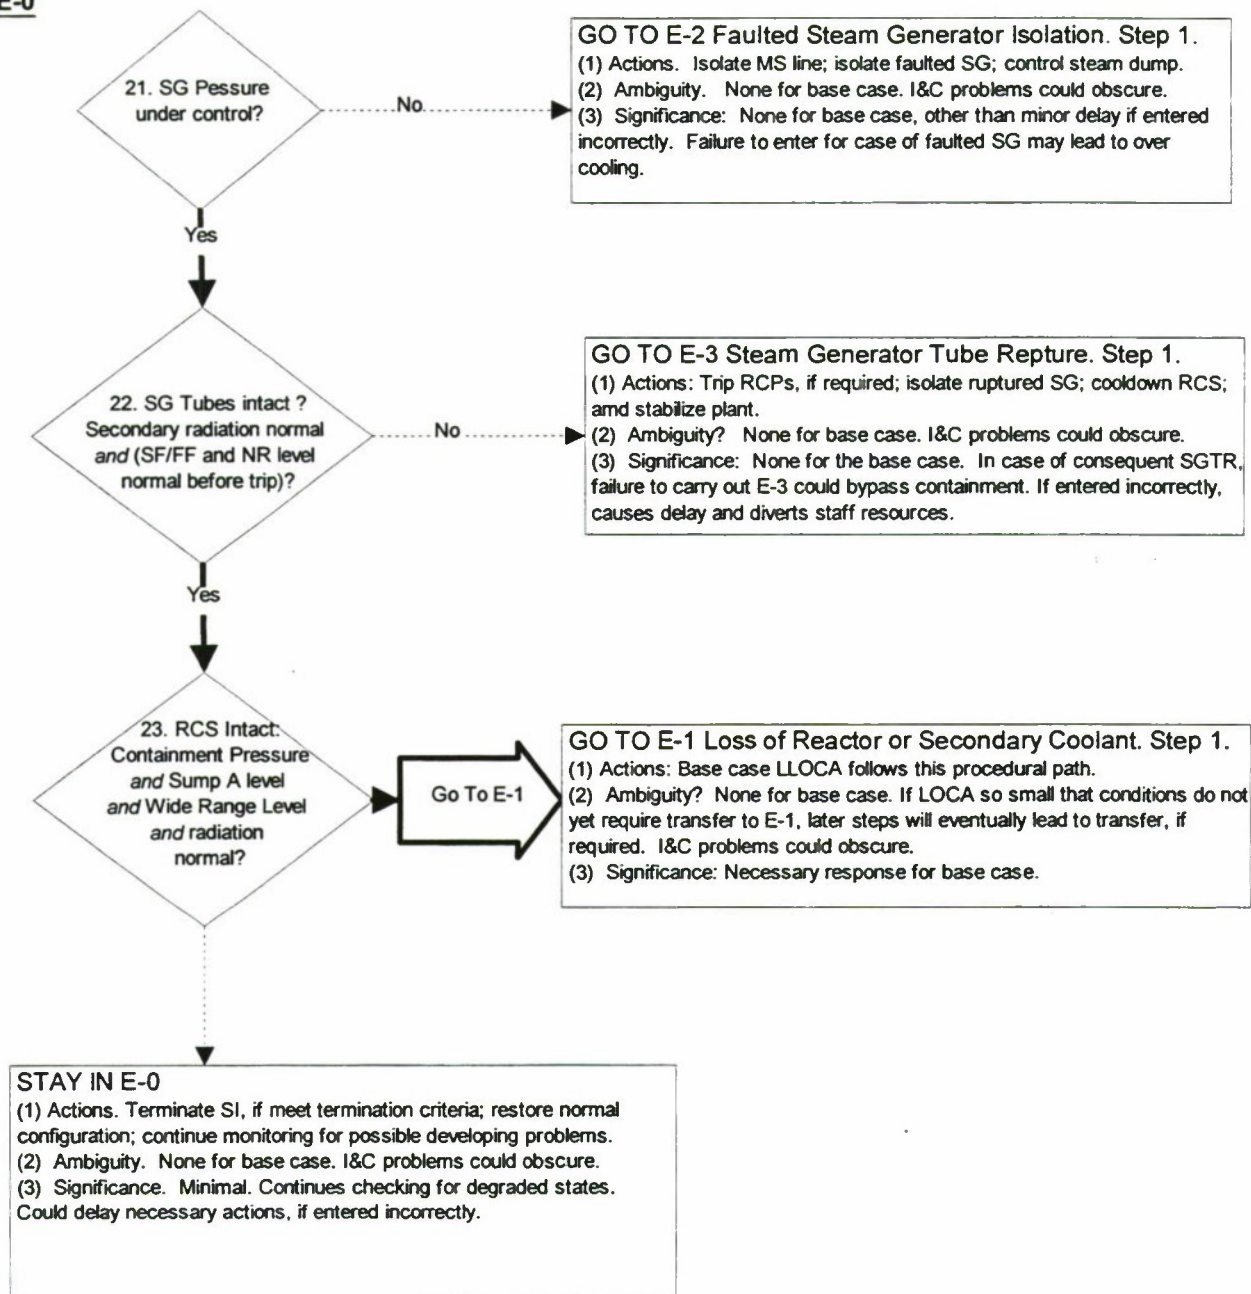 E-0
21. SG Pessure
under control?
No
GO TO E-2 Faulted Steam Generator Isolation. Step 1.
(1) Actions. Isolate MS line; isolate faulted SG; control steam dump.
(2) Ambiguity. None for base case. I&C problems could obscure.
(3) Significance: None for base case, other than minor delay if entered
incorrectly. Failure to enter for case of faulted SG may lead to over
cooling.
Yes
22. SG Tubes intact ?
Secondary radiation normal
and (SF/FF and NR level
normal before trip)?
No
GO TO E-3 Steam Generator Tube Repture. Step 1.
(1) Actions: Trip RCPs, if required; isolate ruptured SG; cooldown RCS;
amd stabilize plant.
(2) Ambiguity? None for base case. I&C problems could obscure.
(3) Significance: None for the base case. In case of consequent SGTR,
failure to carry out E-3 could bypass containment. If entered incorrectly,
causes delay and diverts staff resources.
Yes
23. RCS Intact:
Containment Pressure
and Sump A level
and Wide Range Level
and radiation
normal?
Go To E-1
GO TO E-1 Loss of Reactor or Secondary Coolant. Step 1.
(1) Actions: Base case LLOCA follows this procedural path.
(2) Ambiguity? None for base case. If LOCA so small that conditions do not
yet require transfer to E-1, later steps will eventually lead to transfer, if
required. I&C problems could obscure.
(3) Significance: Necessary response for base case.
STAY IN E-0
(1) Actions. Terminate SI, if meet termination criteria; restore normal
configuration; continue monitoring for possible developing problems.
(2) Ambiguity. None for base case. I&C problems could obscure.
(3) Significance. Minimal. Continues checking for degraded states.
Could delay necessary actions, if entered incorrectly.